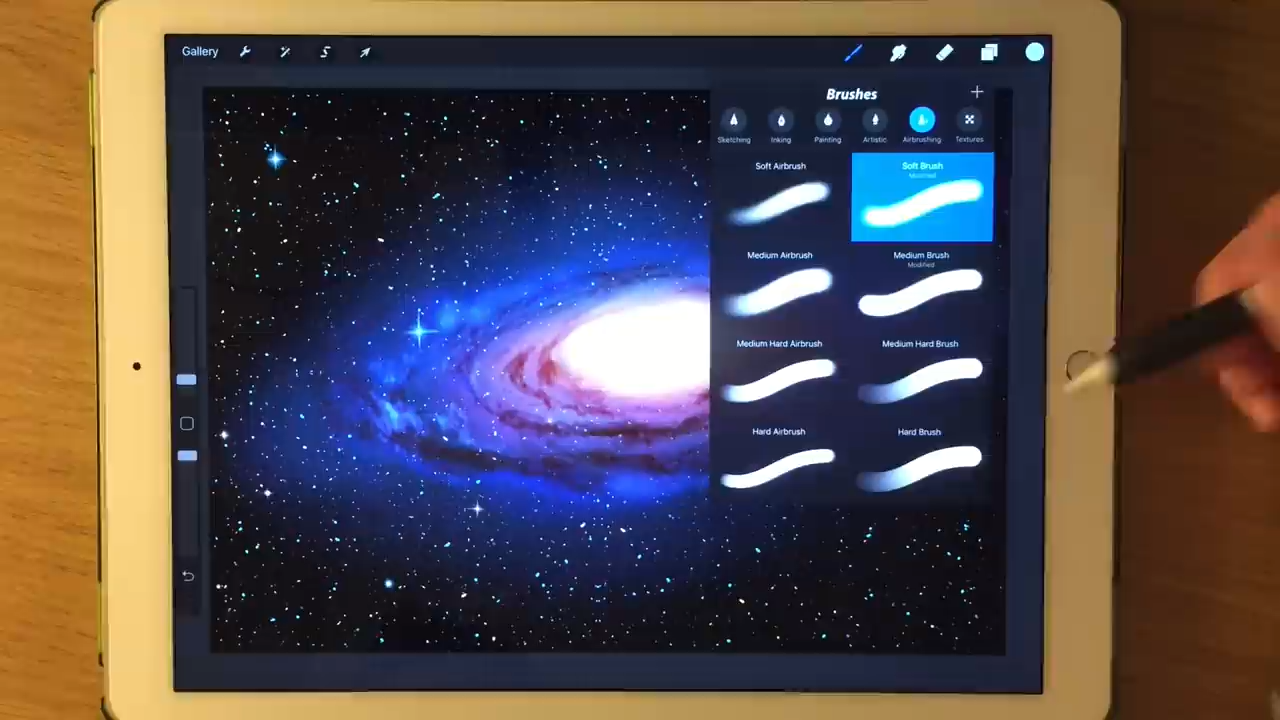 Gallery
Brushes
Sketching Inking Painting Artistic Airbrushing Textures
Soft Airbrush Soft Brush
Modified
Medium Airbrush Medium Brush
Modified
Medium Hard Airbrush Medium Hard Brush
Hard Airbrush Hard Brush